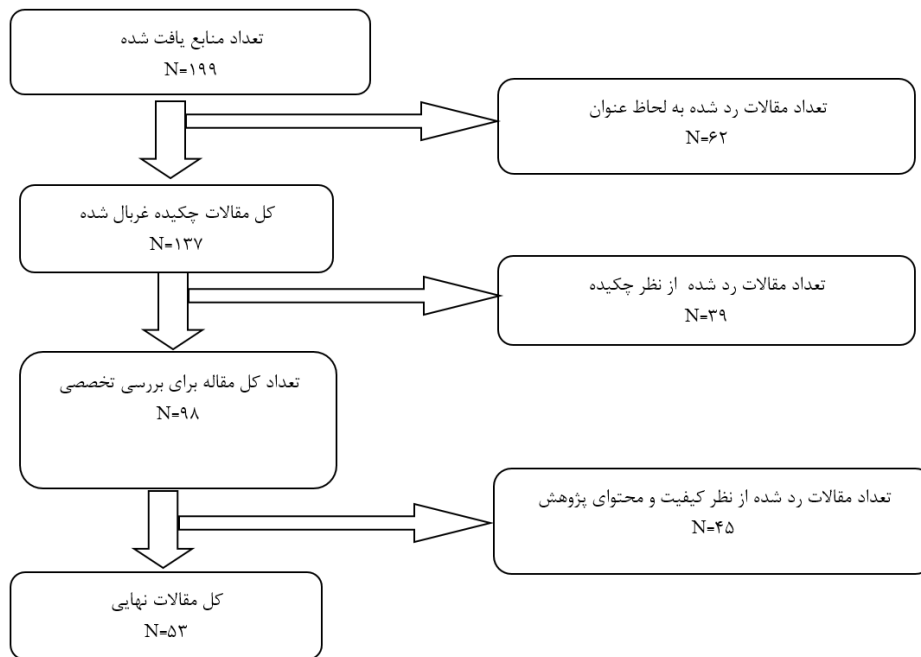 تعداد منابع یافت شده
N=۱۹۹
تعداد مقالات رد شده به لحاظ عنوان
N=۶۲
کل مقالات چکیده غربال شده
N=۱۳۷
تعداد مقالات رد شده از نظر چکیده
N=۳۹
تعداد کل مقاله برای بررسی تخصصی
N=۹۸
تعداد مقالات رد شده از نظر کیفیت و محتوای پژوهش
N=۴۵
کل مقالات نهایی
N=۵۳